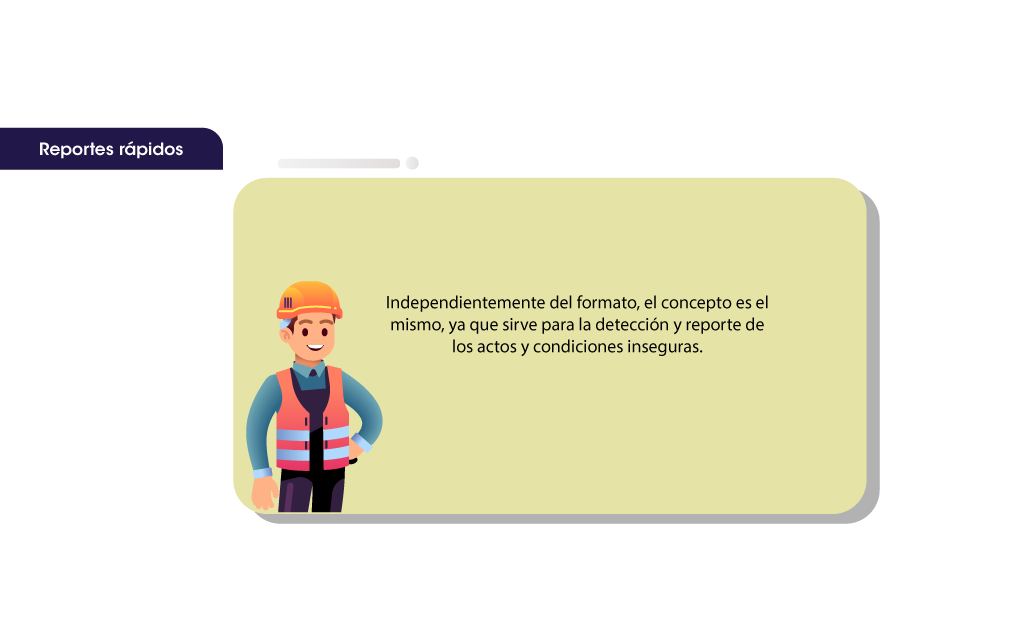 Reportes rápidos
Independientemente del formato, el concepto es el
mismo, ya que sirve para la detección y reporte de
los actos y condiciones inseguras.